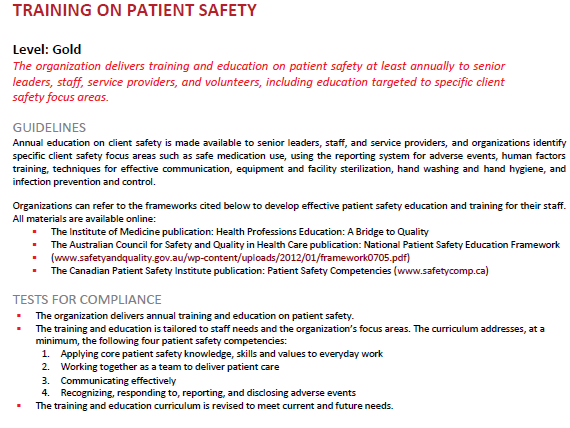 TRAINING ON PATIENT SAFETY
Level: Gold
The organization delivers training and education on patient safety at least annually to senior
leaders, staff, service providers, and volunteers, including education targeted to specific client
safety focus areas.
GUIDELINES
Annual education on client safety is made available to senior leaders, staff, and service providers, and organizations identify
specific client safety focus areas such as safe medication use, using the reporting system for adverse events, human factors
training, techniques for effective communication, equipment and facility sterilization, hand washing and hand hygiene, and
infection prevention and control.
Organizations can refer to the frameworks cited below to develop effective patient safety education and training for their staff.
All materials are available online:
▪ The Institute of Medicine publication: Health Professions Education: A Bridge to Quality
▪ The Australian Council for Safety and Quality in Health Care publication: National Patient Safety Education Framework
▪ (www.safetyandquality.gov.au/wp-content/uploads/2012/01/framework0705.pdf)
▪ The Canadian Patient Safety Institute publication: Patient Safety Competencies (www.safetycomp.ca)
TESTS FOR COMPLIANCE
▪ The organization delivers annual training and education on patient safety.
▪ The training and education is tailored to staff needs and the organization's focus areas. The curriculum addresses, at a
minimum, the following four patient safety competencies:
1. Applying core patient safety knowledge, skills and values to everyday work
2. Working together as a team to deliver patient care
3. Communicating effectively
4. Recognizing, responding to, reporting, and disclosing adverse events
▪ The training and education curriculum is revised to meet current and future needs.